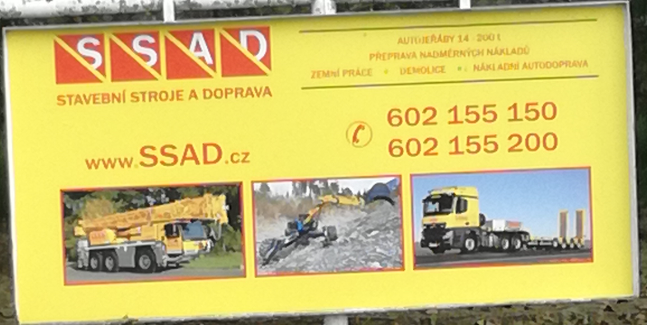 SSAD
STAVEBNÍ STROJE A DOPRAVA
AUTOJEŘÁBY 14 - 200 t
PŘEPRAVA NADMĚRNÝCH NÁKLADŮ
ZEMNÍ PRÁCE • DEMOLICE • NÁKLADNÍ AUTODOPRAVA
602 155 150
602 155 200
www.SSAD.cz